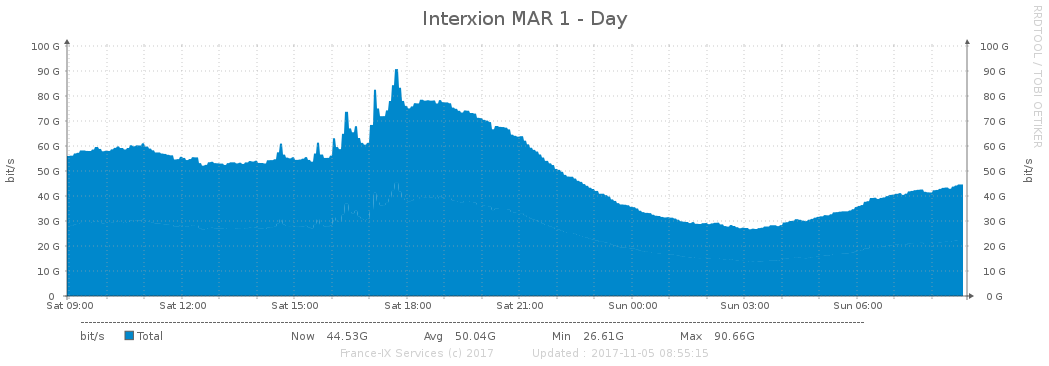 Interxion MAR 1 - Day
RRDTOOL / TOBI OETIKER
bit/s
100 G
90 G
80 G
70 G
60 G
50 G
40 G
30 G
20 G
10 G
0
100 G
90 G
80 G
70 G
60 G
50 G
40 G
30 G
20 G
10 G
0 G
bit/s
Sat 09:00 Sat 12:00 Sat 15:00 Sat 18:00 Sat 21:00 Sun 00:00 Sun 03:00 Sun 06:00
bit/s Total Now 44.53G Avg 50.04G Min 26.61G Max 90.66G
France-IX Services (c) 2017 Updated : 2017-11-05 08:55:15